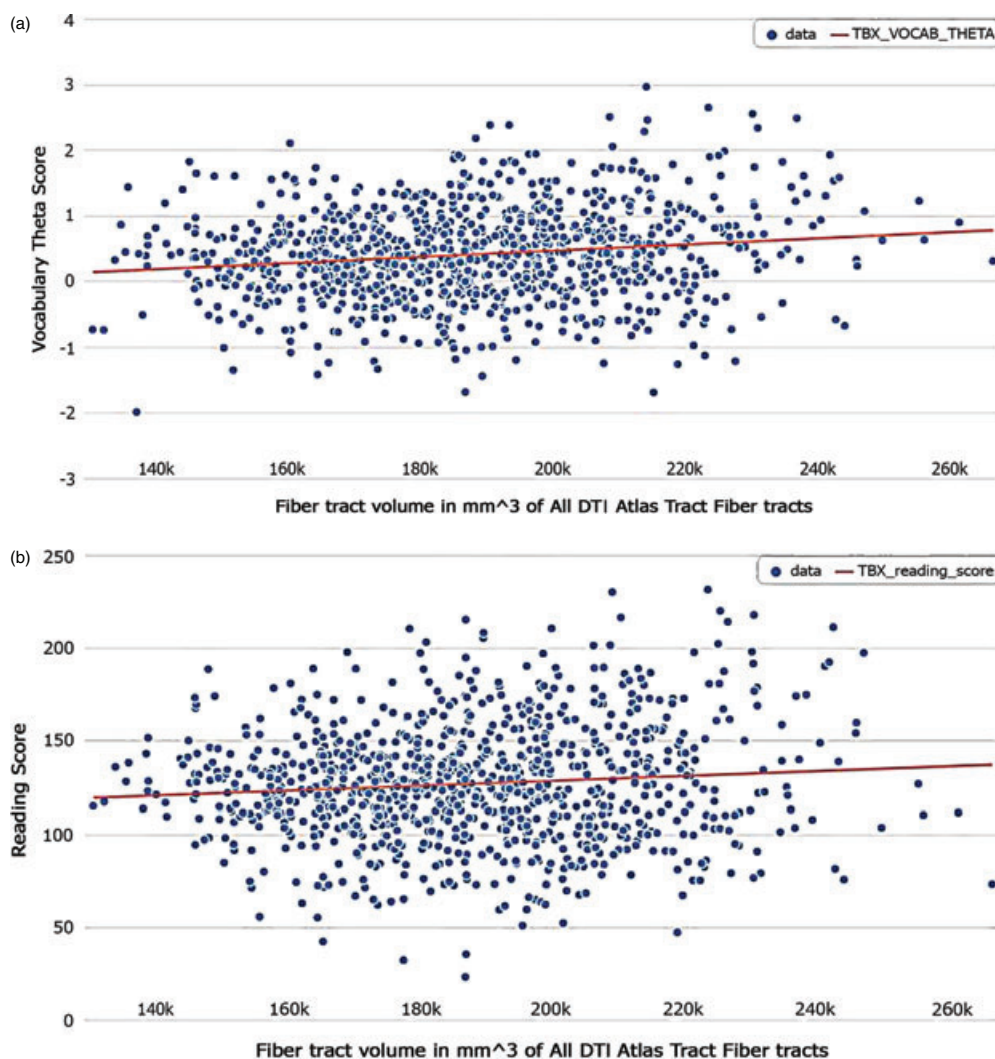 (a)
4
data
TBX_VOCAB_THETA
3
2
1
0
-1
-2
-3
Vocabulary Theta Score
140k
160k
180k
200k
220k
240k
260k
Fiber tract volume in mm^3 of All DTI Atlas Tract Fiber tracts
(b)
250
data
TBX_reading_score
200
150
100
50
0
Reading Score
140k
160k
180k
200k
220k
240k
260k
Fiber tract volume in mm^3 of All DTI Atlas Tract Fiber tracts